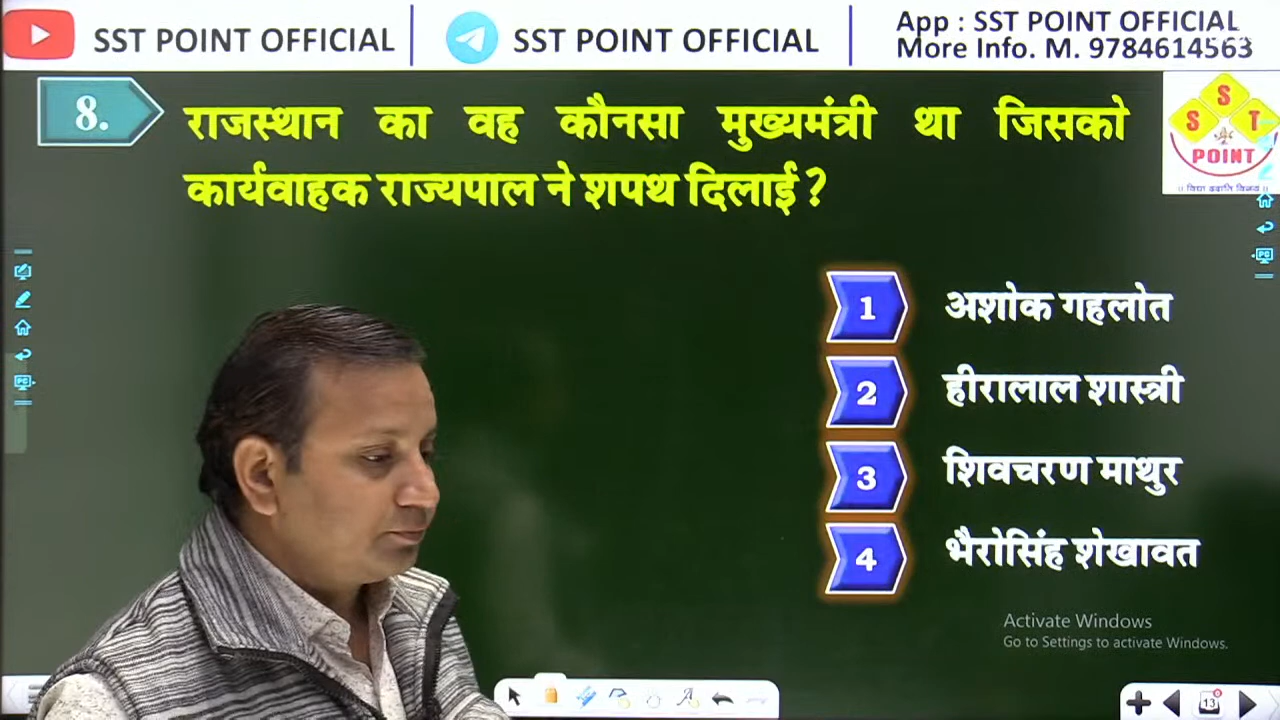 SST POINT OFFICIAL
SST POINT OFFICIAL
App : SST POINT OFFICIAL
More Info. M. 9784614563
8.
राजस्थान का वह कौनसा मुख्यमंत्री था जिसको
कार्यवाहक राज्यपाल ने शपथ दिलाई ?
S
S T
POINT
1 अशोक गहलोत
2 हीरालाल शास्त्री
3 शिवचरण माथुर
4 भैरोसिंह शेखावत
Activate Windows
Go to Settings to activate Windows.
13